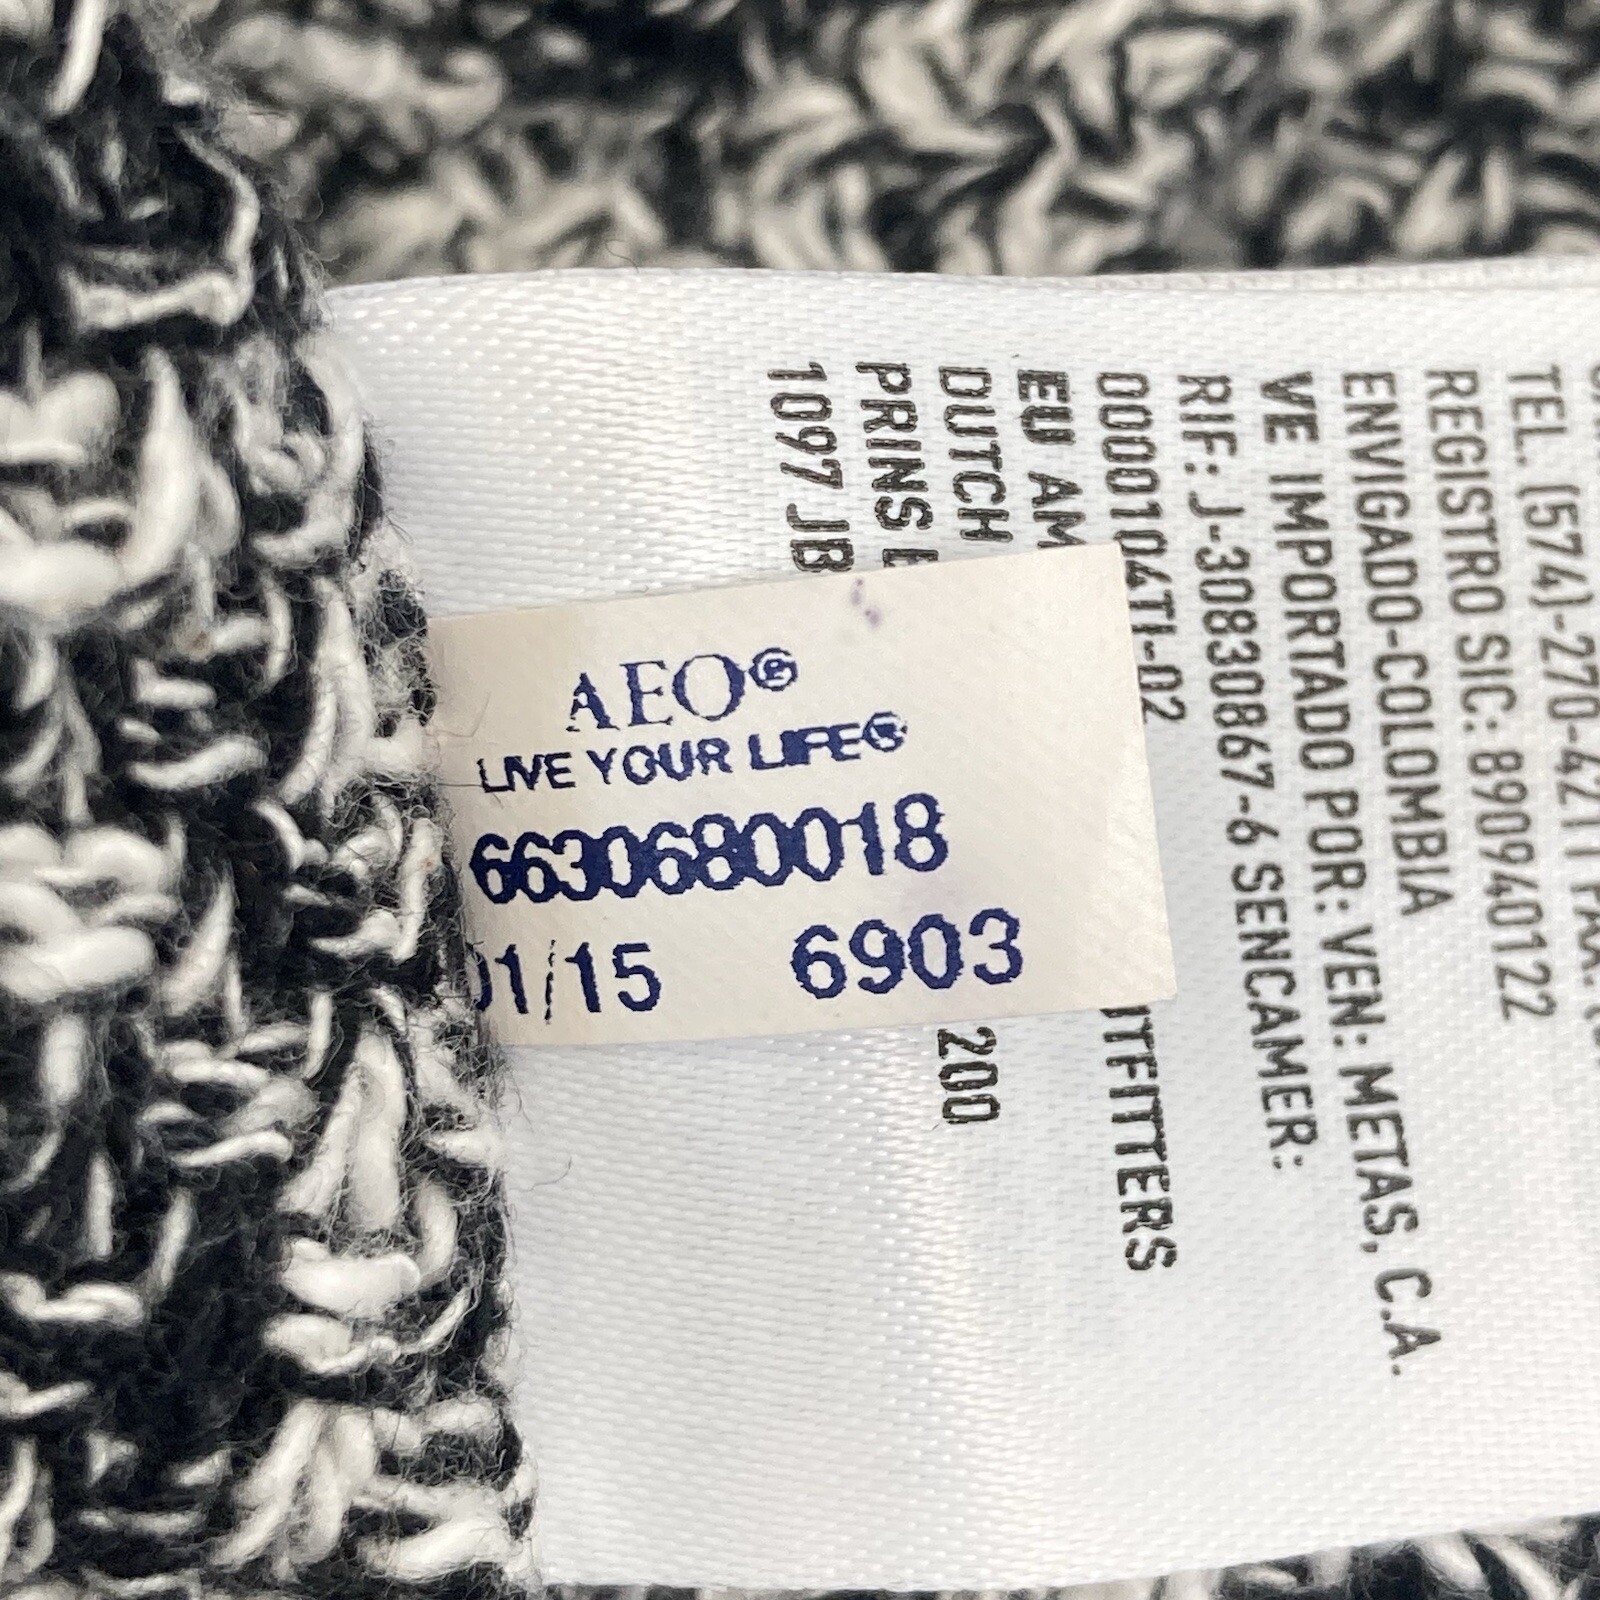 AEO®
LIVE YOUR LIFE®
6630680018
01/15 6903
TEL. (574)-270-4211 FAX:
REGISTRO SIC: 890940122
ENVIGADO-COLOMBIA
VE IMPORTADO POR: VEN: METAS, C.A.
RIF: J-30830867-6 SENCAMER:
00001041TI-02
EU AM ITFITTERS
DUTCH
PRINS 200
1097 JB